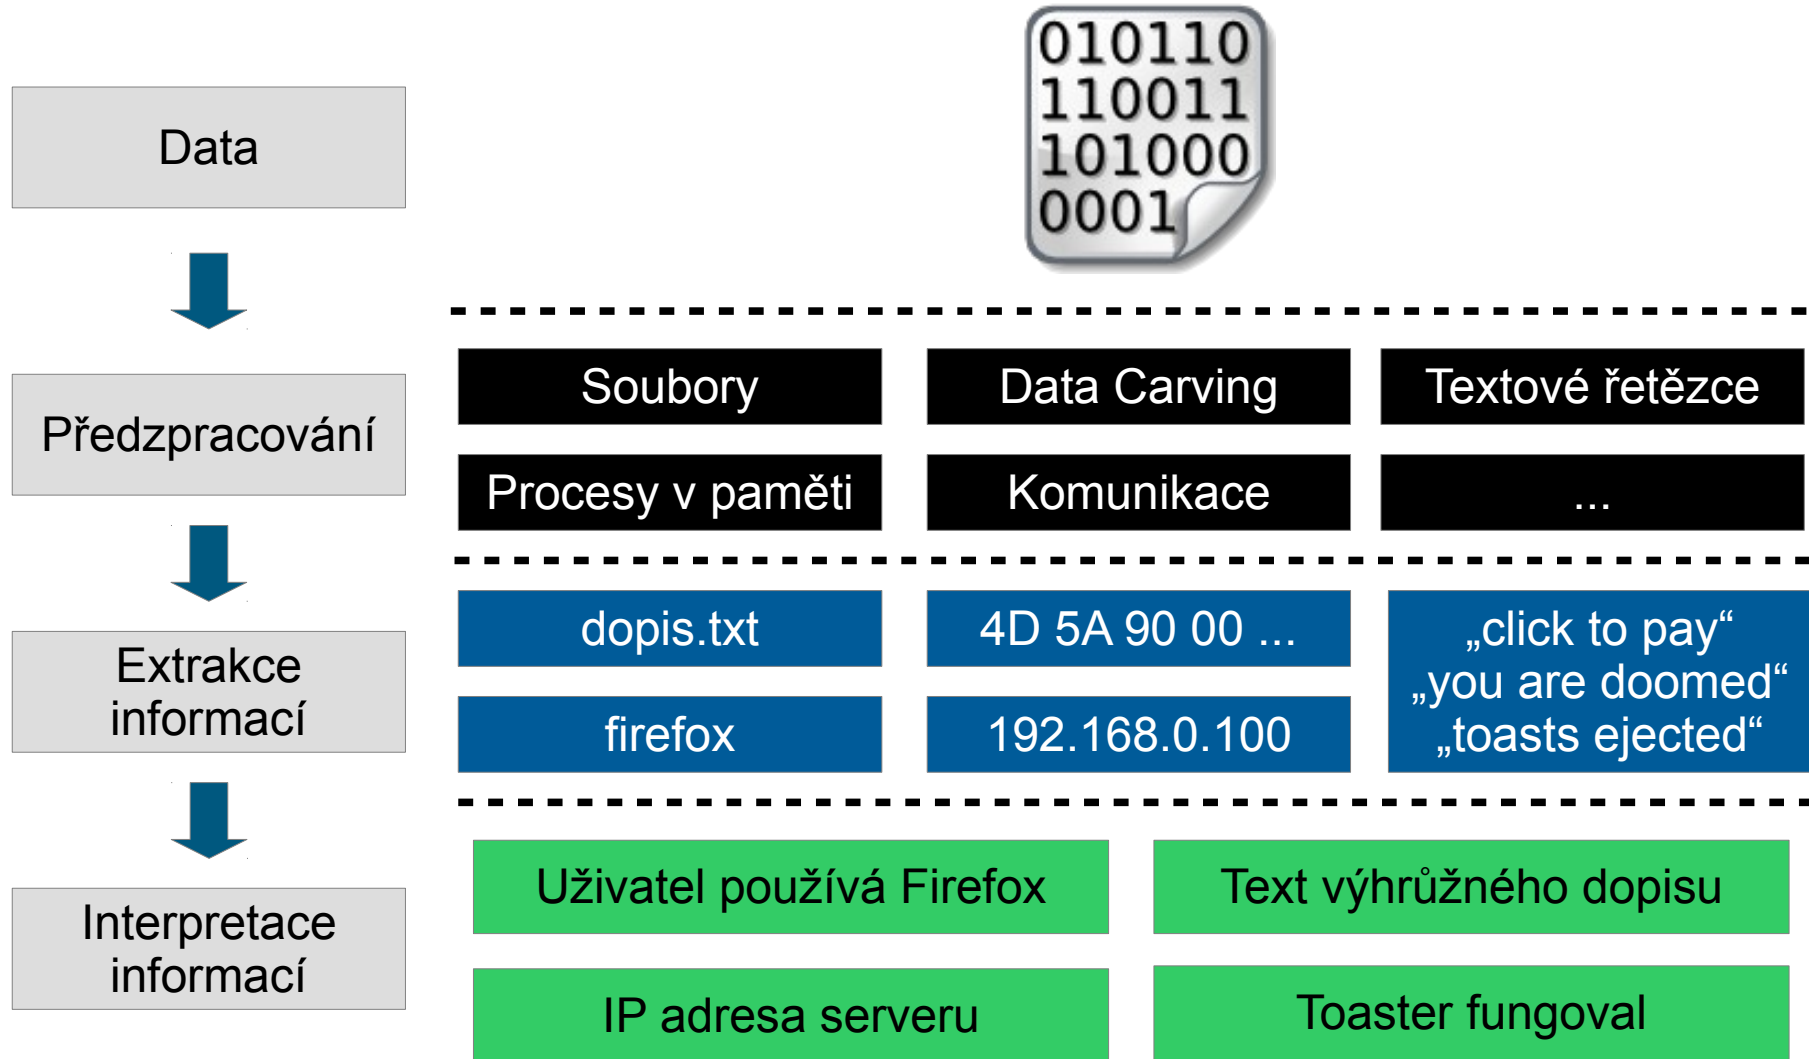 010110
110011
101000
0001
Data
Předzpracování
Soubory
Data Carving
Textové řetězce
Procesy v paměti
Komunikace
...
Extrakce
informací
dopis.txt
4D 5A 90 00 ...
„click to pay“
„you are doomed“
„toasts ejected“
firefox
192.168.0.100
Interpretace
informací
Uživatel používá Firefox
Text výhrůžného dopisu
IP adresa serveru
Toaster fungoval